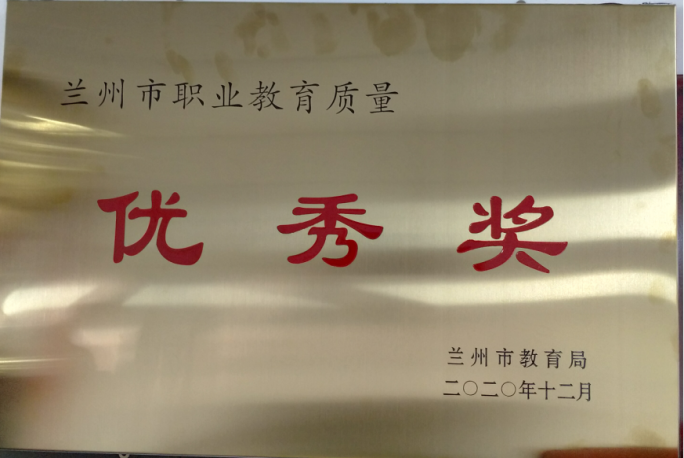 兰州市职业教育质量
优秀奖
兰州市教育局
二〇二〇年十二月